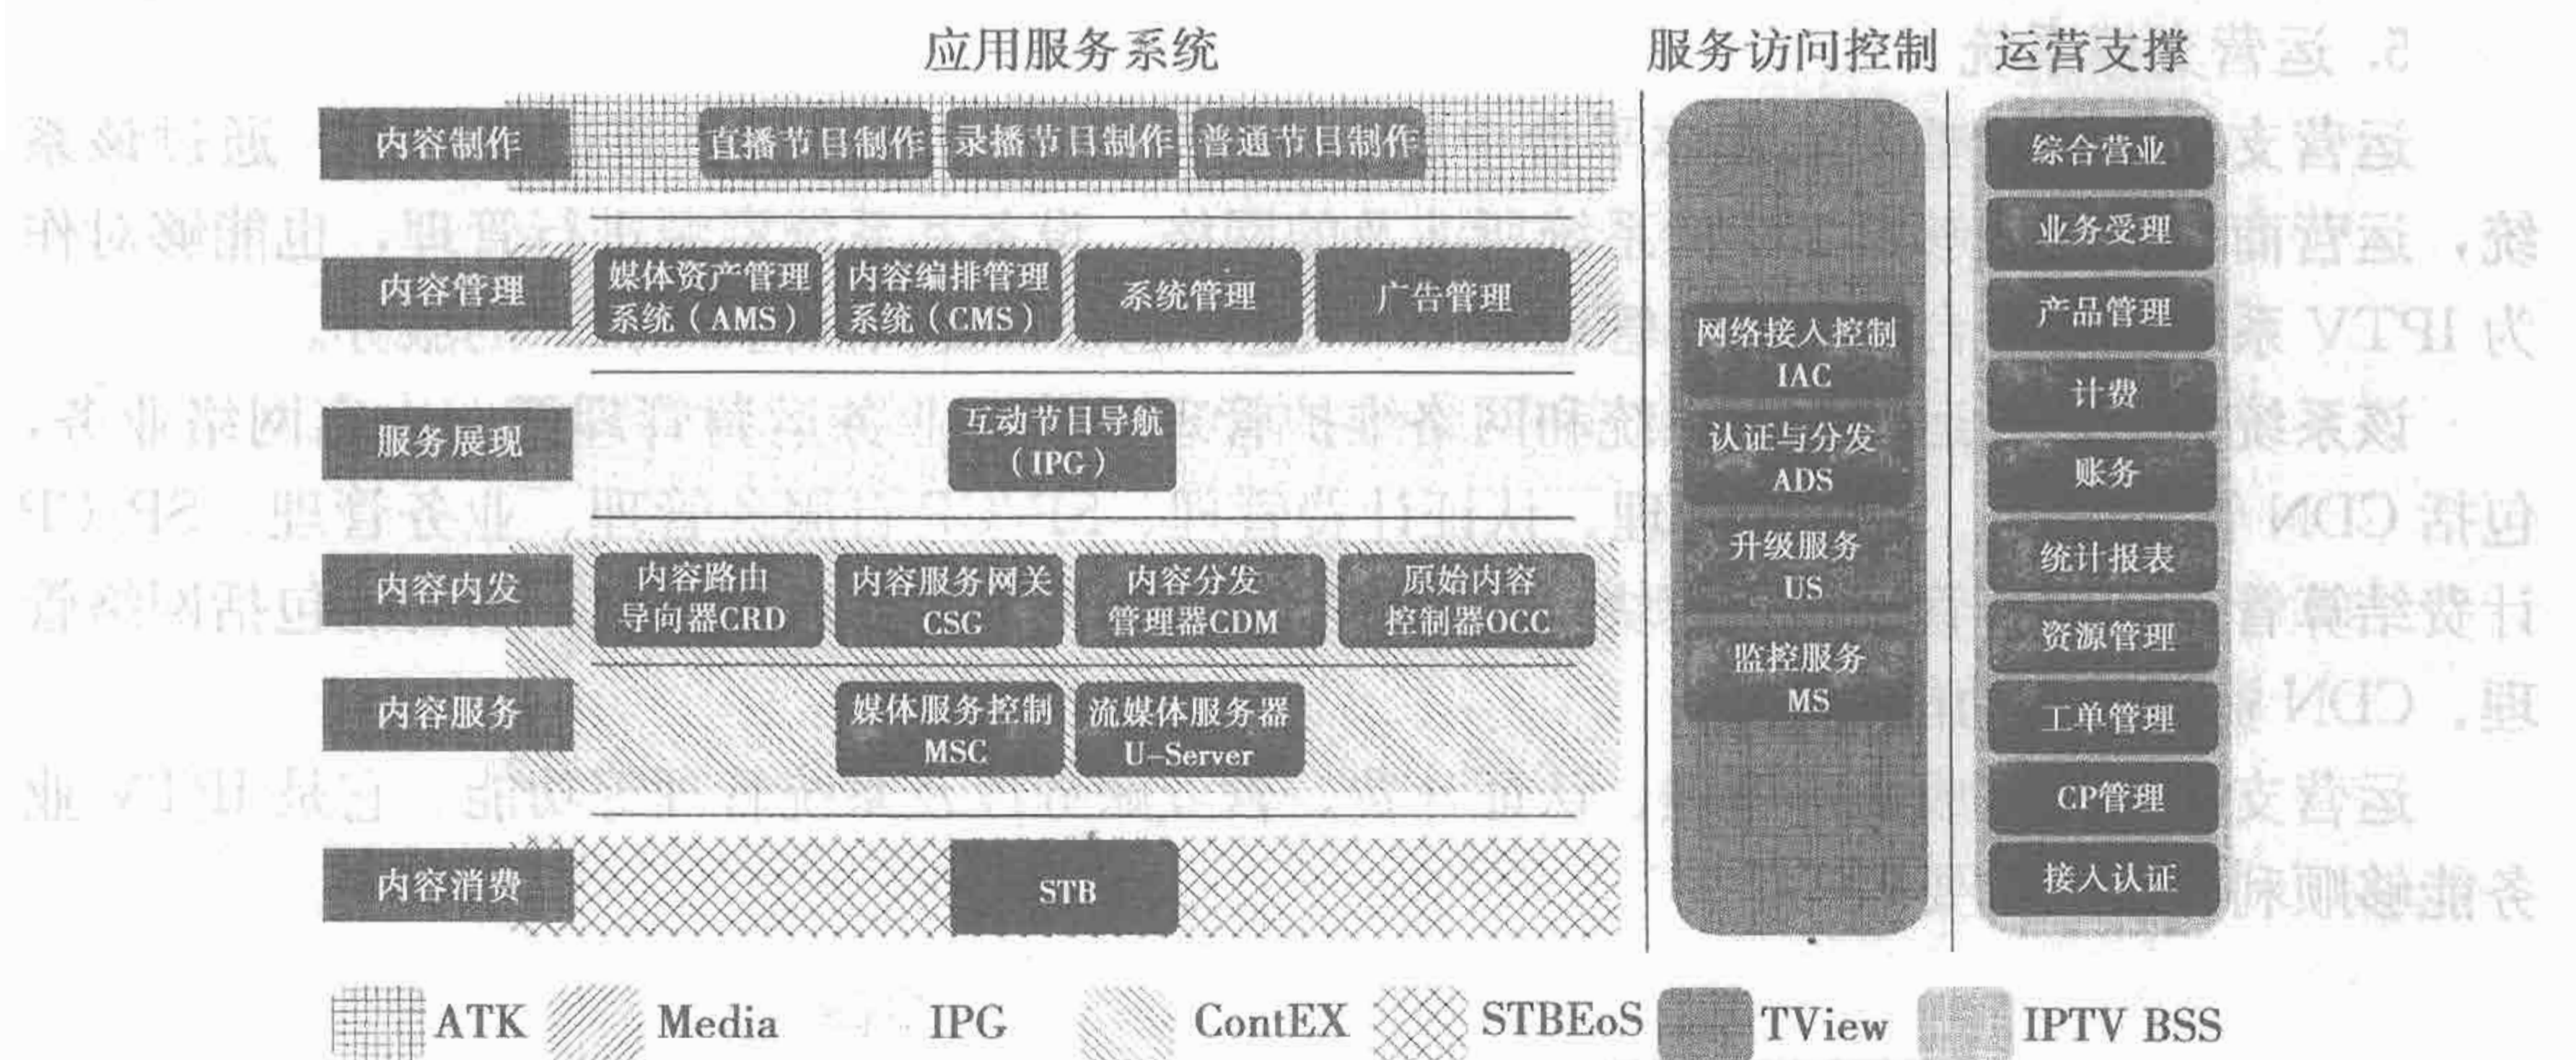 应用服务系统
服务访问控制
运营支撑
内容制作
直播节目制作
录播节目制作
普通节目制作
内容管理
媒体资产管理
系统（AMS）
内容编排管理
系统（CMS）
系统管理
广告管理
服务展现
互动节目导航
（IPG）
内容内发
内容路由
导向器CRD
内容服务网关
CSG
内容分发
管理器CDM
原始内容
控制器OCC
内容服务
媒体服务控制
MSC
流媒体服务器
U-Server
内容消费
STB
网络接入控制
IAC
认证与分发
ADS
升级服务
US
监控服务
MS
综合营业
业务受理
产品管理
计费
账务
统计报表
资源管理
工单管理
CP管理
接入认证
ATK
Media
IPG
ContEX
STBEoS
TView
IPTV BSS